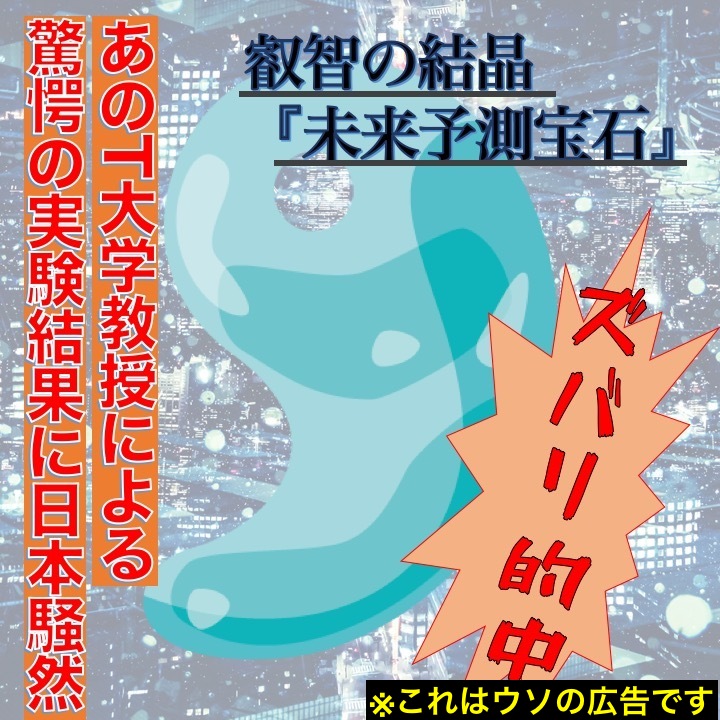 あのT大学教授による
驚愕の実験結果に日本騒然
叡智の結晶
『未来予測宝石』
ズバリ的中
※これはウソの広告です